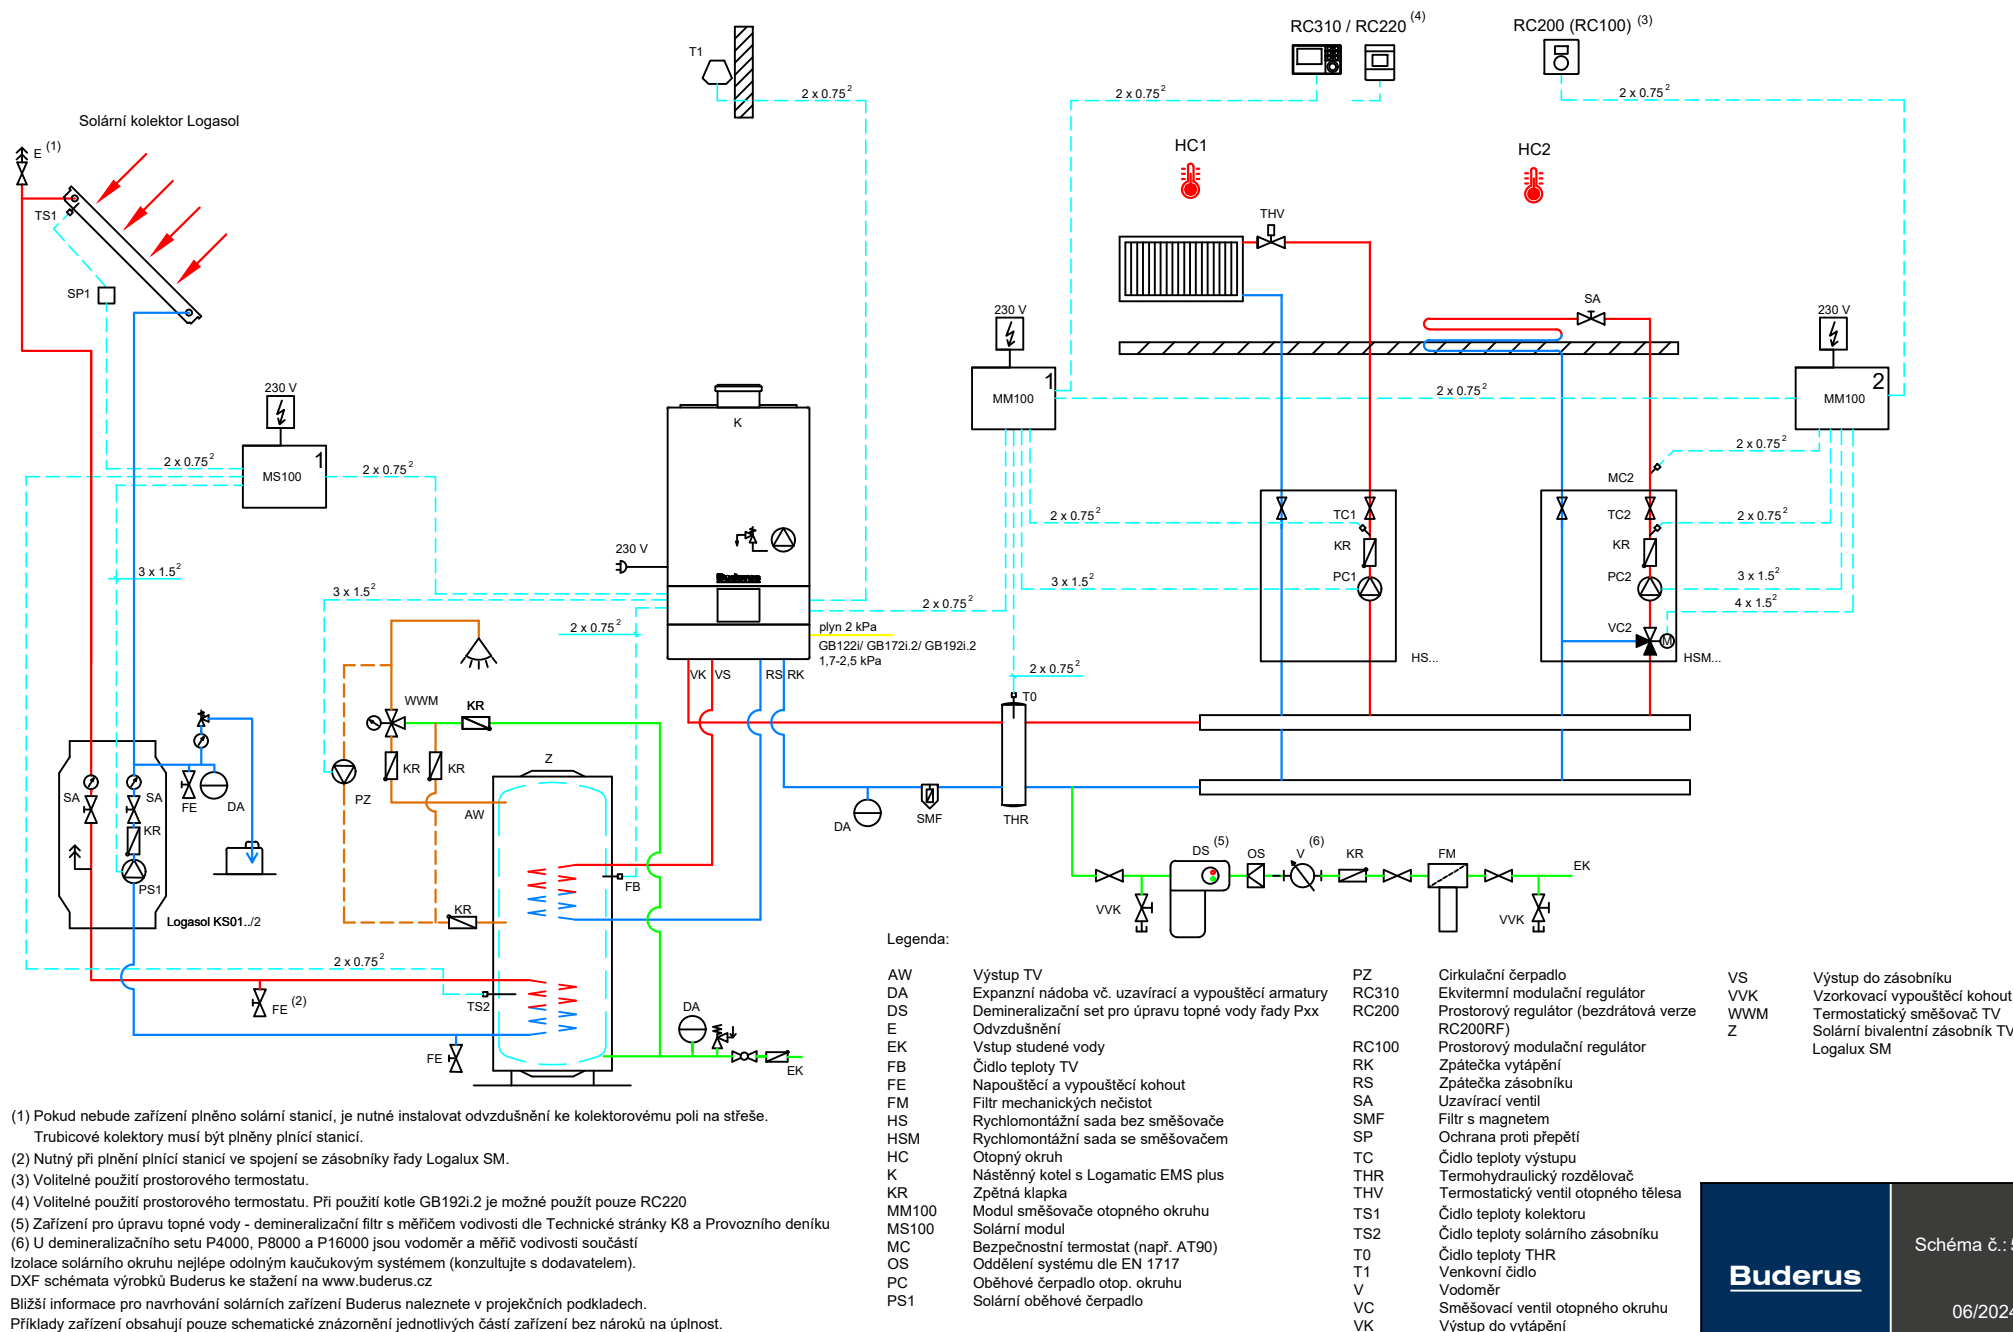 RC310 / RC220 (4)
RC200 (RC100) (3)
T1
2 x 0.75²
2 x 0.75²
2 x 0.75²
Solární kolektor Logasol
E (1)
HC1
HC2
TS1
THV
SP1
SA
230 V
230 V
230 V
MM100
1
MM100
2
2 x 0.75²
K
2 x 0.75²
MS100
1
2 x 0.75²
2 x 0.75²
MC2
2 x 0.75²
TC1
TC2
2 x 0.75²
KR
KR
230 V
Buderus
3 x 1.5²
3 x 1.5²
PC1
PC2
3 x 1.5²
3 x 1.5²
2 x 0.75²
4 x 1.5²
2 x 0.75²
plyn 2 kPa
GB122i/ GB172i.2/ GB192i.2
1,7-2,5 kPa
VC2
M
HS...
HSM...
VK
VS
RS
RK
2 x 0.75²
T0
WWM
KR
Z
KR
KR
SA
SA
FE
DA
PZ
AW
DA
SMF
THR
KR
PS1
FB
DS (5)
OS
V (6)
KR
FM
EK
KR
VVK
VVK
Logasol KS01../2
2 x 0.75²
FE (2)
TS2
DA
FE
EK
Legenda:
AW Výstup TV
DA Expanzní nádoba vč. uzavírací a vypouštěcí armatury
DS Demineralizační set pro úpravu topné vody řady Pxx
E Odvzdušnění
EK Vstup studené vody
FB Čidlo teploty TV
FE Napouštěcí a vypouštěcí kohout
FM Filtr mechanických nečistot
HS Rychlomontážní sada bez směšovače
HSM Rychlomontážní sada se směšovačem
HC Otopný okruh
K Nástěnný kotel s Logamatic EMS plus
KR Zpětná klapka
MM100 Modul směšovače otopného okruhu
MS100 Solární modul
MC Bezpečnostní termostat (např. AT90)
OS Oddělení systému dle EN 1717
PC Oběhové čerpadlo otop. okruhu
PS1 Solární oběhové čerpadlo
PZ Cirkulační čerpadlo
RC310 Ekvitermní modulační regulátor
RC200 Prostorový regulátor (bezdrátová verze
RC200RF)
RC100 Prostorový modulační regulátor
RK Zpátečka vytápění
RS Zpátečka zásobníku
SA Uzavírací ventil
SMF Filtr s magnetem
SP Ochrana proti přepětí
TC Čidlo teploty výstupu
THR Termohydraulický rozdělovač
THV Termostatický ventil otopného tělesa
TS1 Čidlo teploty kolektoru
TS2 Čidlo teploty solárního zásobníku
T0 Čidlo teploty THR
T1 Venkovní čidlo
V Vodoměr
VC Směšovací ventil otopného okruhu
VK Výstup do vytápění
VS Výstup do zásobníku
VVK Vzorkovací vypouštěcí kohout
WWM Termostatický směšovač TV
Z Solární bivalentní zásobník TV
Logalux SM
(1) Pokud nebude zařízení plněno solární stanicí, je nutné instalovat odvzdušnění ke kolektorovému poli na střeše.
Trubicové kolektory musí být plněny plnící stanicí.
(2) Nutný při plnění plnící stanicí ve spojení se zásobníky řady Logalux SM.
(3) Volitelné použití prostorového termostatu.
(4) Volitelné použití prostorového termostatu. Při použití kotle GB192i.2 je možné použít pouze RC220
(5) Zařízení pro úpravu topné vody - demineralizační filtr s měřičem vodivosti dle Technické stránky K8 a Provozního deníku
(6) U demineralizačního setu P4000, P8000 a P16000 jsou vodoměr a měřič vodivosti součástí
Izolace solárního okruhu nejlépe odolným kaučukovým systémem (konzultujte s dodavatelem).
DXF schémata výrobků Buderus ke stažení na www.buderus.cz
Bližší informace pro navrhování solárních zařízení Buderus naleznete v projekčních podkladech.
Příklady zařízení obsahují pouze schematické znázornění jednotlivých částí zařízení bez nároků na úplnost.
Buderus
Schéma č.:
06/2024